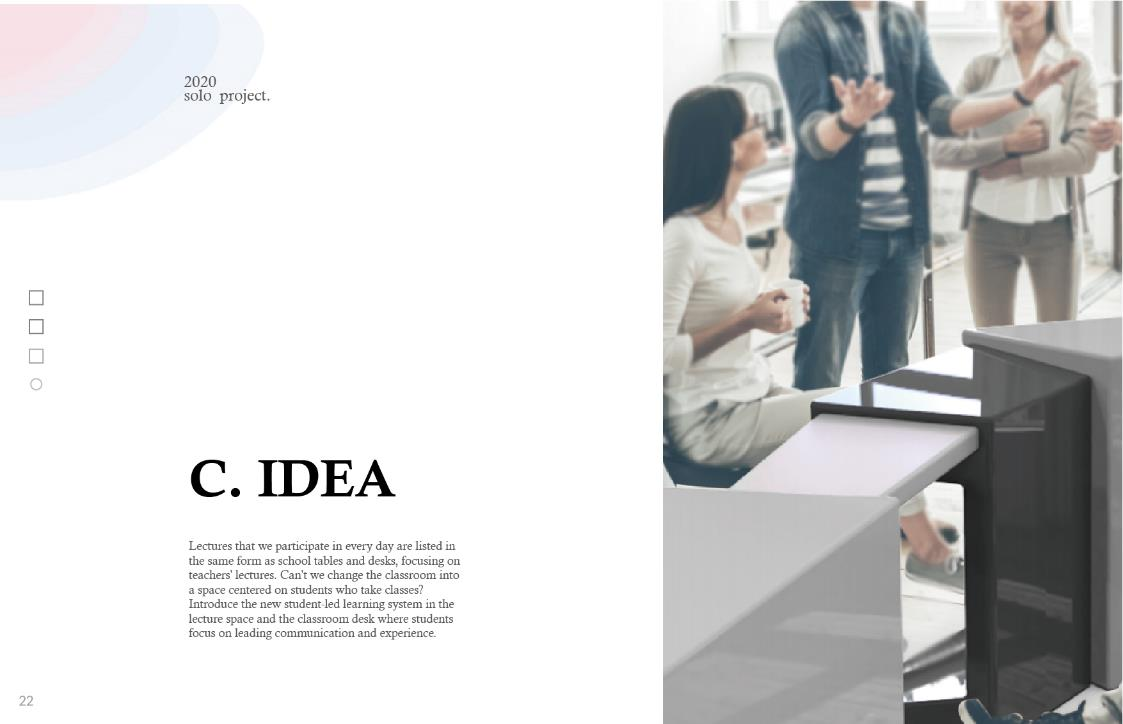 2020
solo project.
C. IDEA
Lectures that we participate in every day are listed in
the same form as school tables and desks, focusing on
teachers' lectures. Can't we change the classroom into
a space centered on students who take classes?
Introduce the new student-led learning system in the
lecture space and the classroom desk where students
focus on leading communication and experience.
22